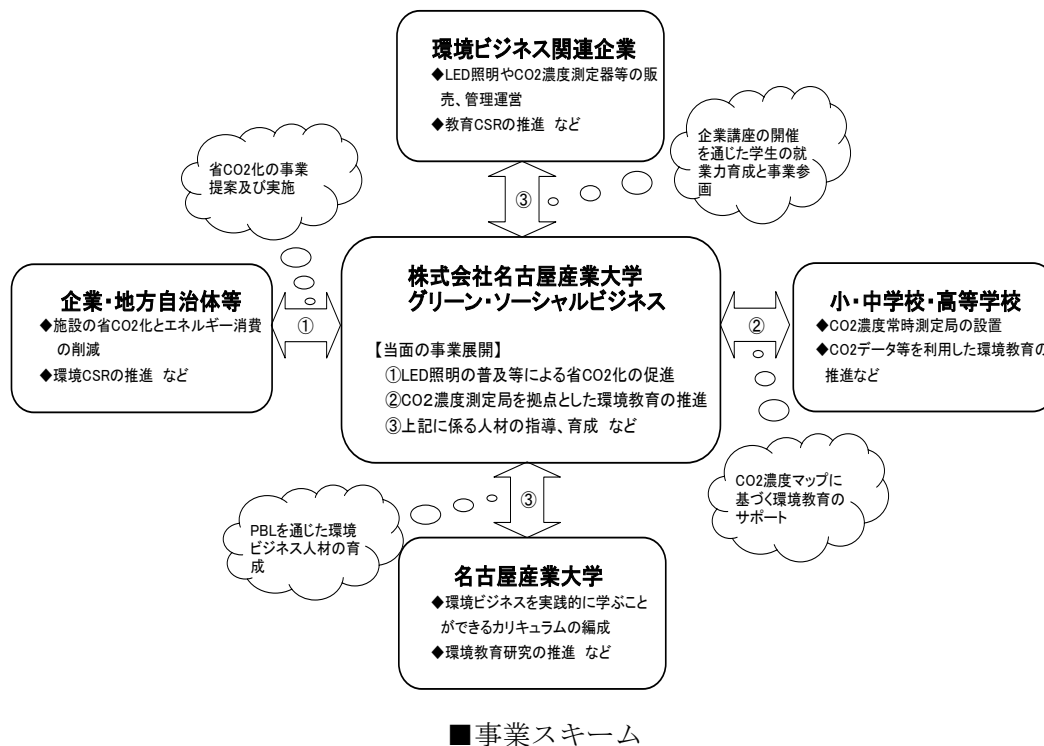 環境ビジネス関連企業
◆LED照明やCO2濃度測定器等の販
売、管理運営
◆教育CSRの推進 など
企業講座の開催
を通じた学生の就
業力育成と事業参
画
省CO2化の事業
提案及び実施
③
株式会社名古屋産業大学
グリーン・ソーシャルビジネス
【当面の事業展開】
①LED照明の普及等による省CO2化の促進
②CO2濃度測定局を拠点とした環境教育の推進
③上記に係る人材の指導、育成 など
企業・地方自治体等
◆施設の省CO2化とエネルギー消費
の削減
◆環境CSRの推進 など
①
②
小・中学校・高等学校
◆CO2濃度常時測定局の設置
◆CO2データ等を利用した環境教育の
推進など
CO2濃度マップに
基づく環境教育の
サポート
③
PBLを通じた環境
ビジネス人材の育
成
名古屋産業大学
◆環境ビジネスを実践的に学ぶこと
ができるカリキュラムの編成
◆環境教育研究の推進 など
■事業スキーム